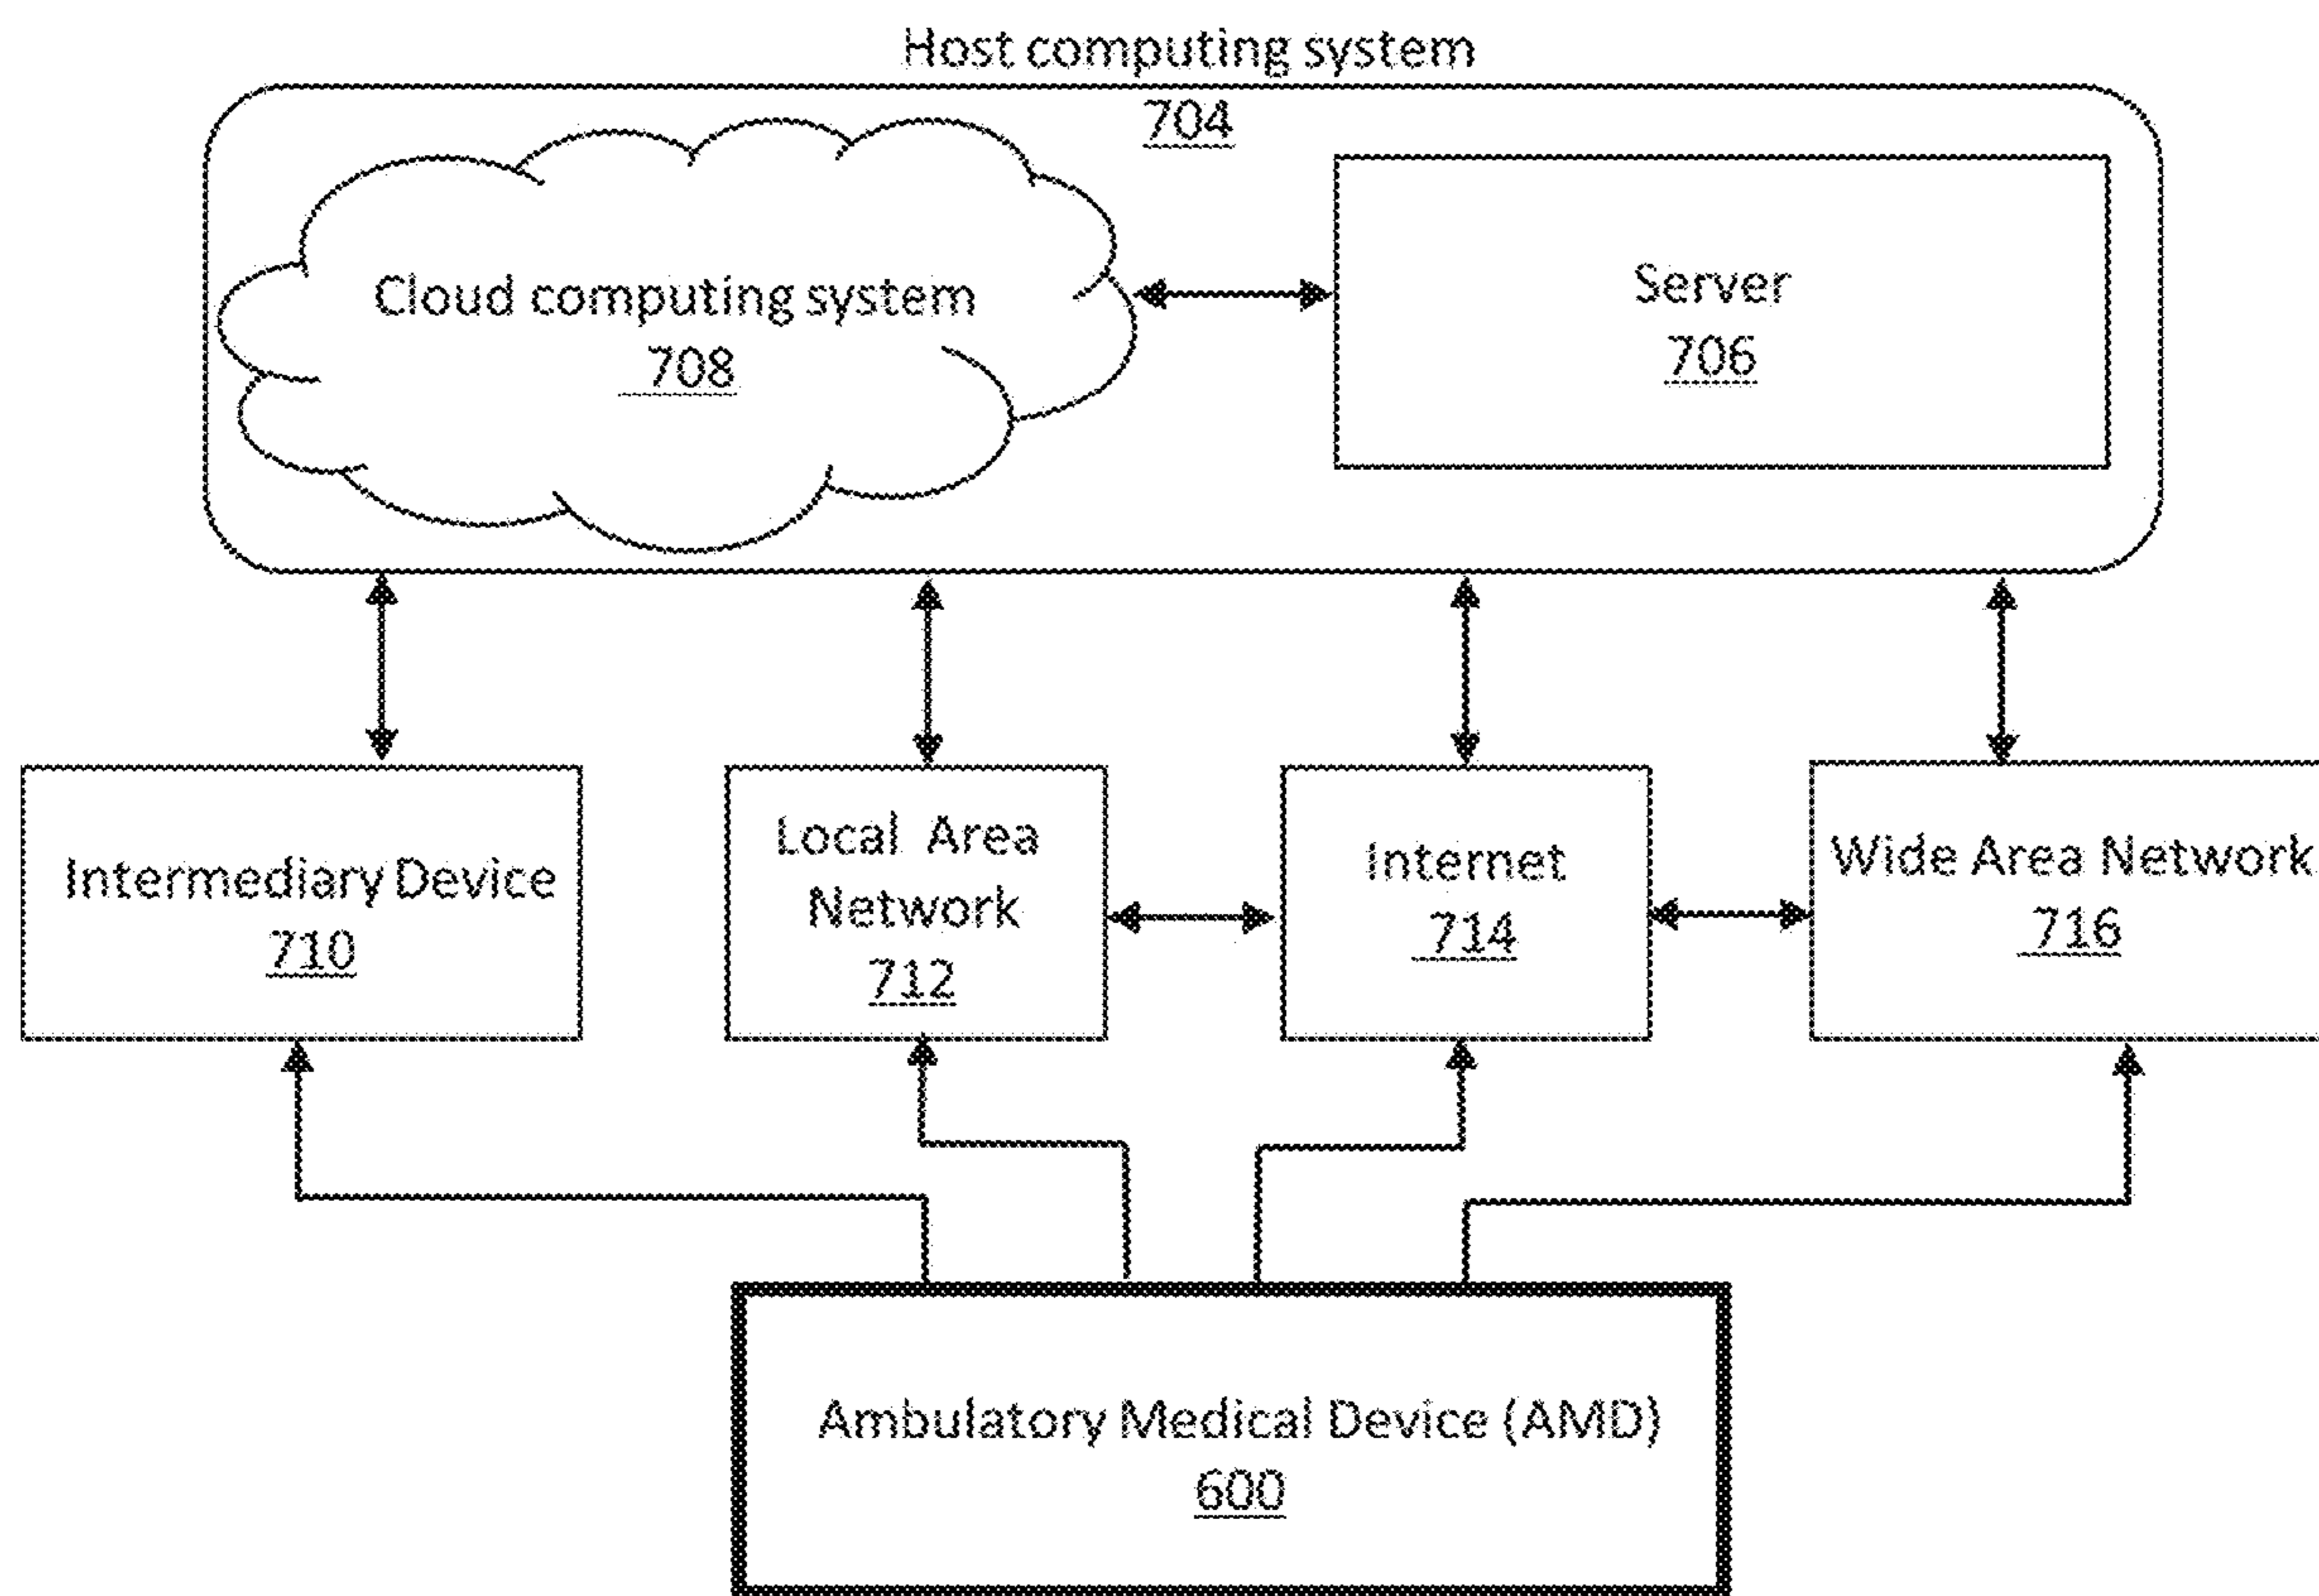 Host computing system
704
Cloud computing system
708
Server
706
Intermediary Device
710
Local Area
Network
712
Internet
714
Wide Area Network
716
Ambulatory Medical Device (AMD)
600